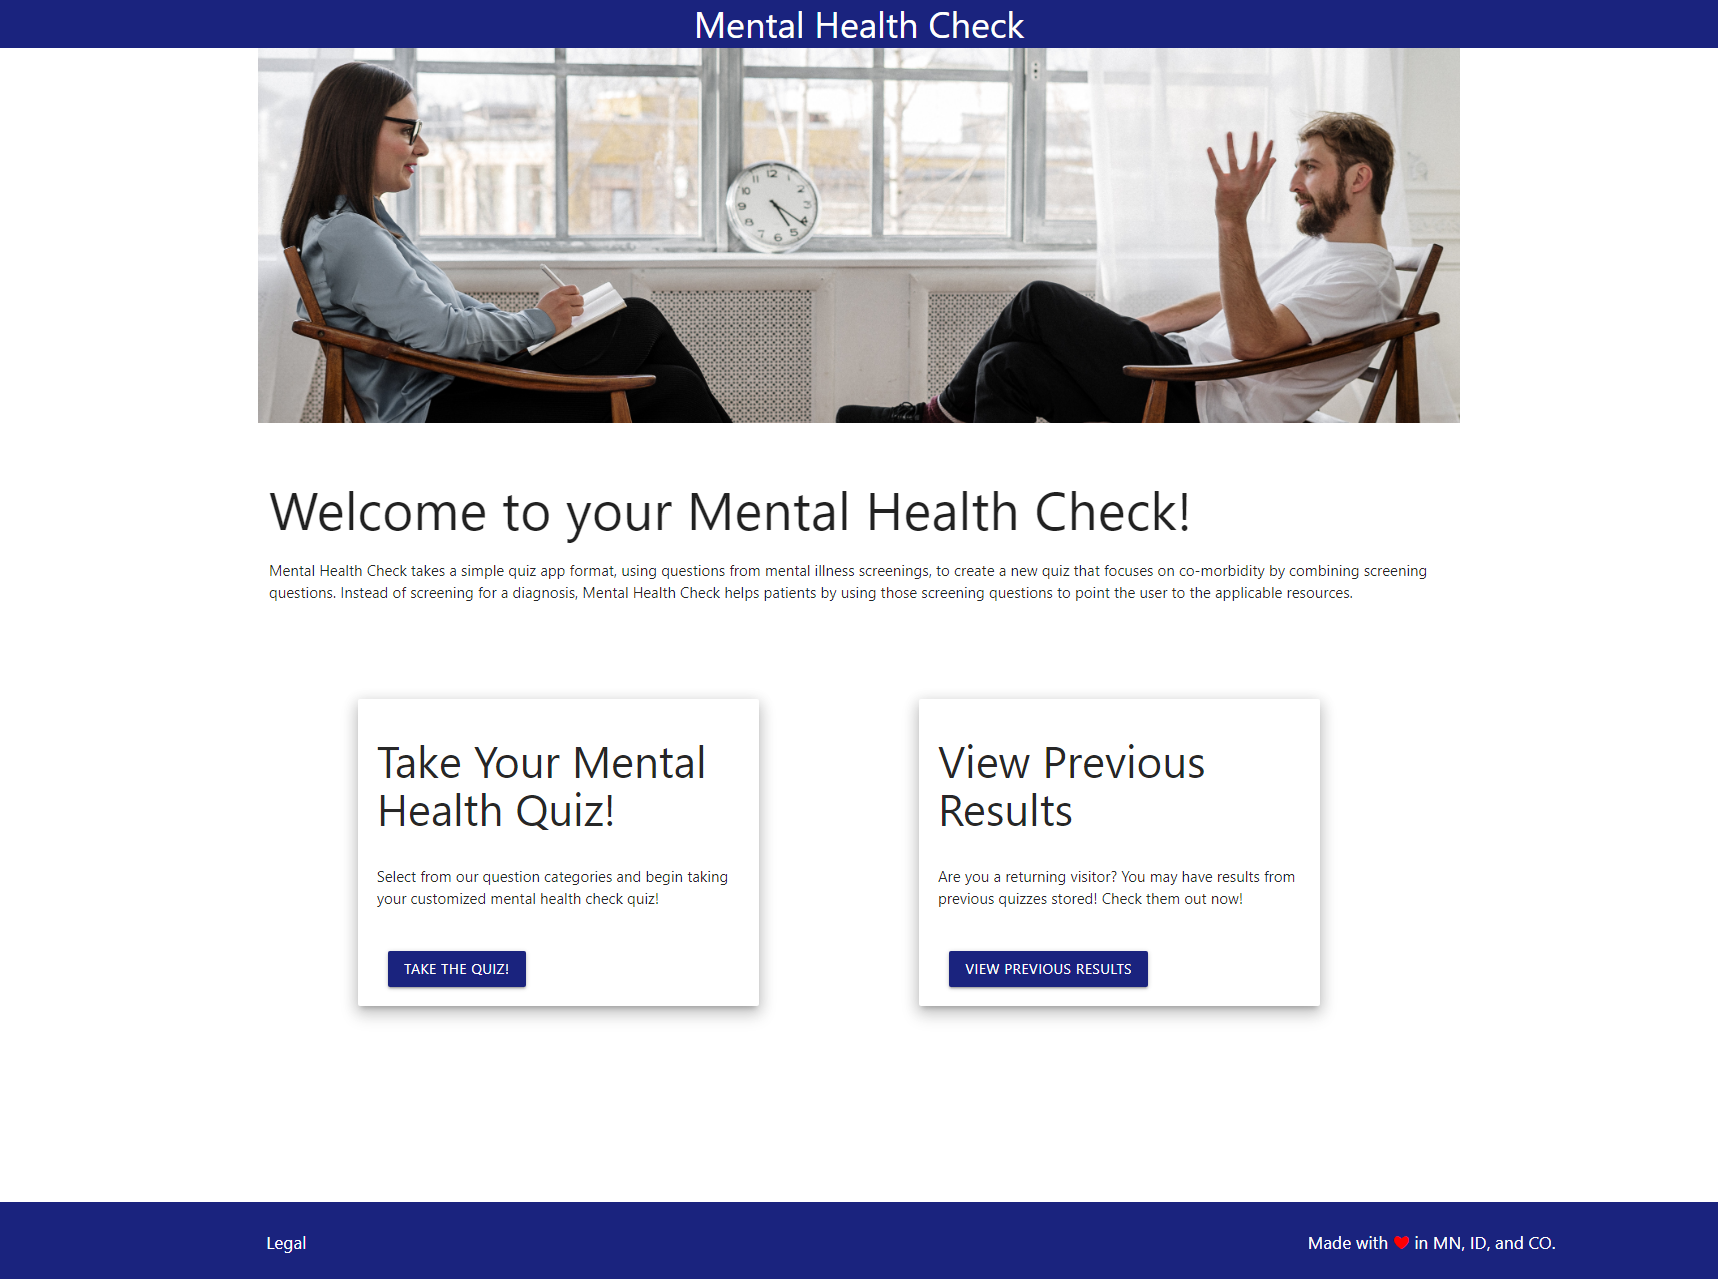 Mental Health Check
12
Welcome to your Mental Health Check!
Mental Health Check takes a simple quiz app format, using questions from mental illness screenings, to create a new quiz that focuses on co-morbidity by combining screening
questions. Instead of screening for a diagnosis, Mental Health Check helps patients by using those screening questions to point the user to the applicable resources.
Take Your Mental
Health Quiz!
Select from our question categories and begin taking
your customized mental health check quiz!
TAKE THE QUIZ!
View Previous
Results
Are you a returning visitor? You may have results from
previous quizzes stored! Check them out now!
VIEW PREVIOUS RESULTS
Legal
Made with ❤ in MN, ID, and CO.